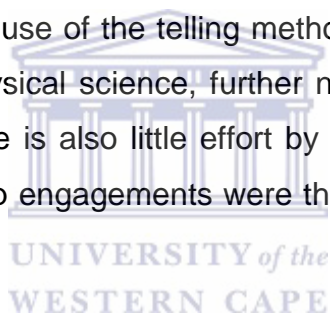 use of the telling metho
ysical science, further n
e is also little effort by
o engagements were th
UNIVERSITY of the
WESTERN CAPE